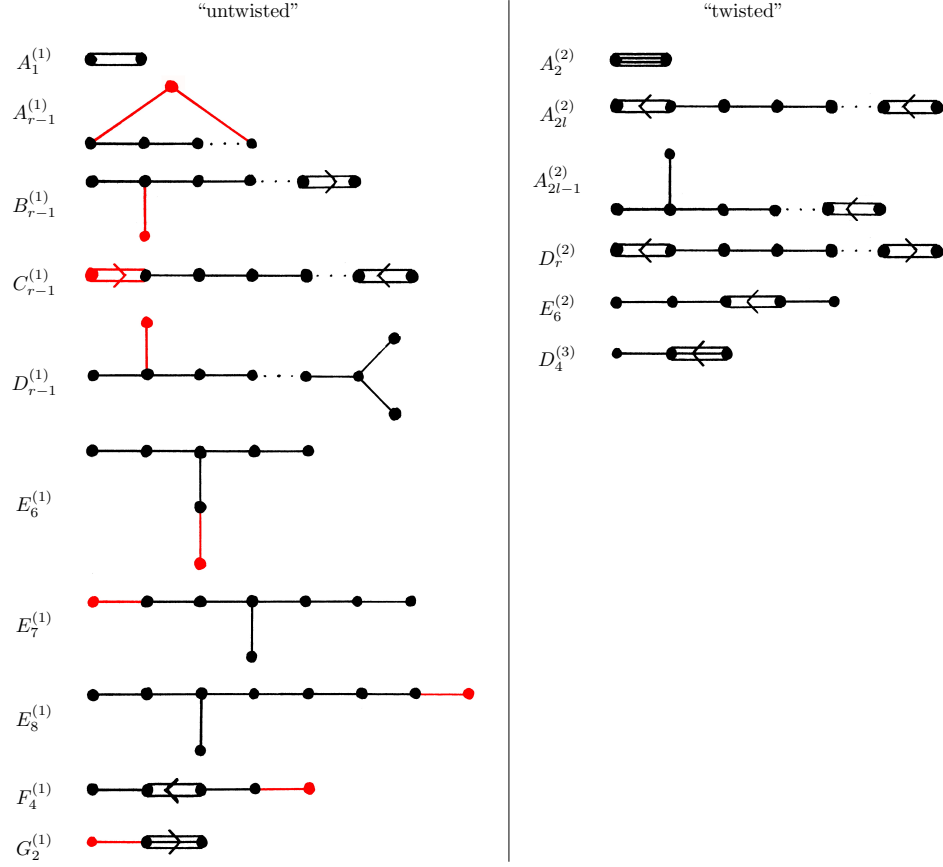 “untwisted”
A_1^{(1)}
A_{r-1}^{(1)}
B_{r-1}^{(1)}
C_{r-1}^{(1)}
D_{r-1}^{(1)}
E_6^{(1)}
E_7^{(1)}
E_8^{(1)}
F_4^{(1)}
G_2^{(1)}
“twisted”
A_2^{(2)}
A_{2l}^{(2)}
A_{2l-1}^{(2)}
D_r^{(2)}
E_6^{(2)}
D_4^{(3)}